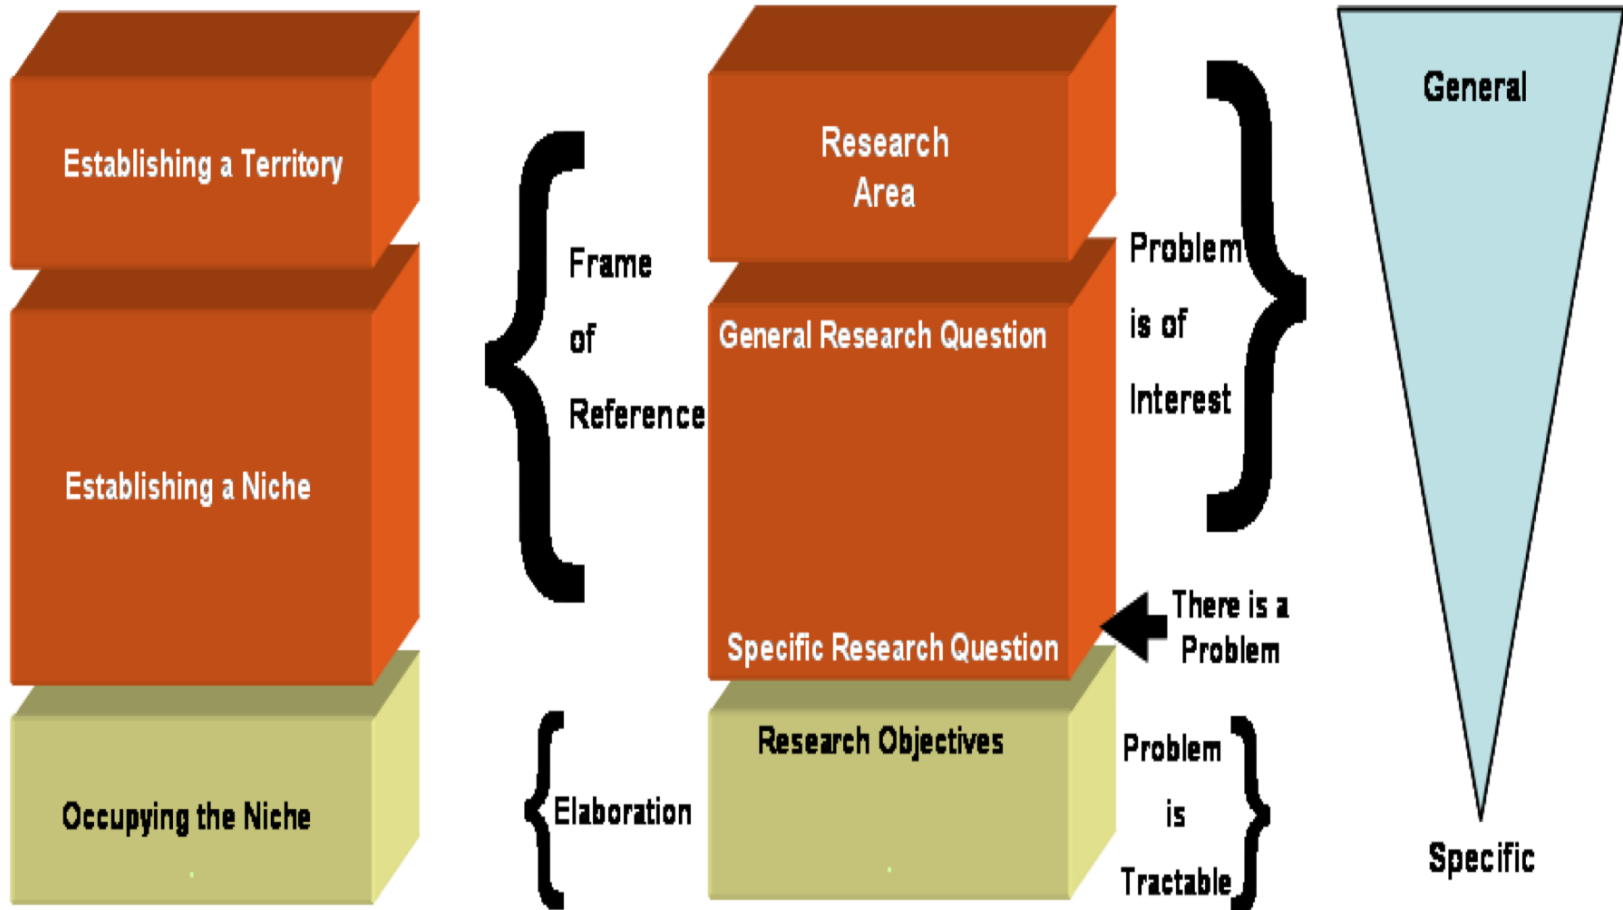 Establishing a Territory
Establishing a Niche
Occupying the Niche
.
Frame
of
Reference
Elaboration
Research
Area
General Research Question
Specific Research Question
Research Objectives
.
Problem
is of
Interest
There is a
Problem
Problem
is
Tractable
General
Specific